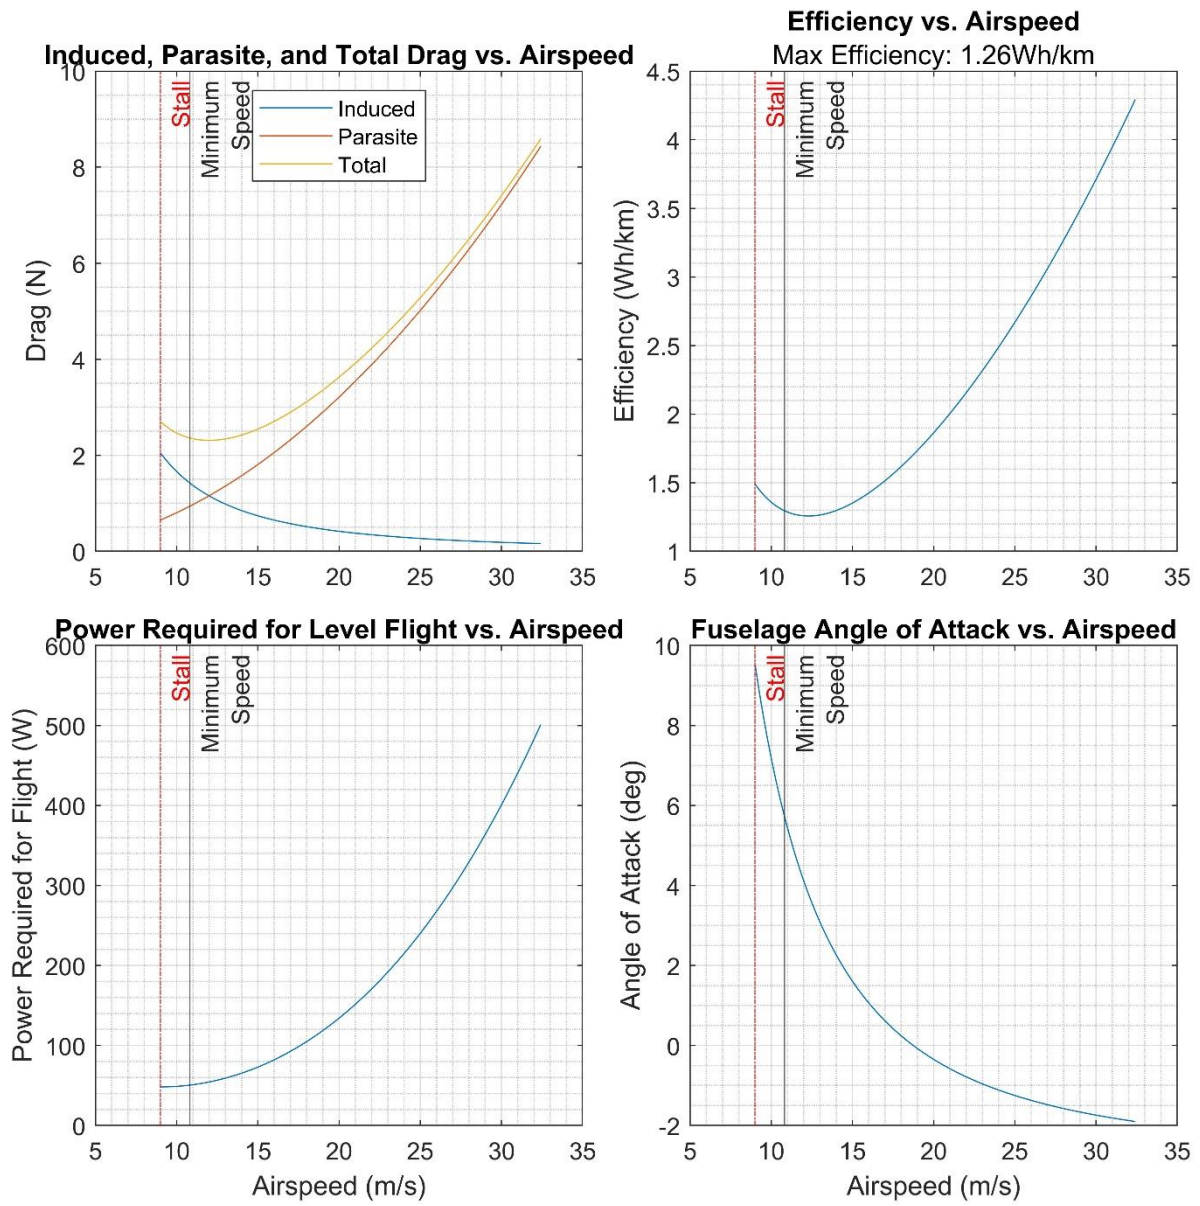 Induced, Parasite, and Total Drag vs. Airspeed
10
8
6
4
2
0
Drag (N)
Stall
Minimum
Speed
Induced
Parasite
Total
5
10
15
20
25
30
35
Efficiency vs. Airspeed
Max Efficiency: 1.26Wh/km
4.5
4
3.5
3
2.5
2
1.5
1
Efficiency (Wh/km)
Stall
Minimum
Speed
5
10
15
20
25
30
35
Power Required for Level Flight vs. Airspeed
600
500
400
300
200
100
0
Power Required for Flight (W)
Stall
Minimum
Speed
5
10
15
20
25
30
35
Airspeed (m/s)
Fuselage Angle of Attack vs. Airspeed
10
8
6
4
2
0
-2
Angle of Attack (deg)
Stall
Minimum
Speed
5
10
15
20
25
30
35
Airspeed (m/s)